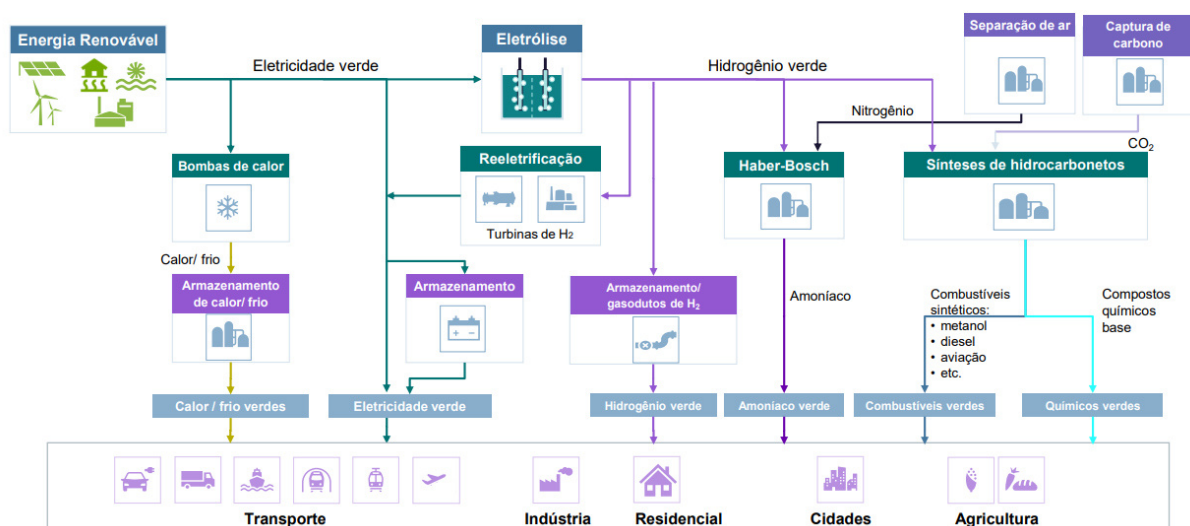 Energia Renovável
Eletricidade verde
Eletrólise
Hidrogênio verde
Separação de ar
Captura de
carbono
Nitrogênio
CO2
Bombas de calor
Reeletrificação
Turbinas de H2
Haber-Bosch
Sínteses de hidrocarbonetos
Calor/ frio
Armazenamento
de calor/ frio
Armazenamento
+ −
Armazenamento/
gasodutos de H2
Amoníaco
Combustíveis
sintéticos:
• metanol
• diesel
• aviação
• etc.
Compostos
químicos
base
Calor / frio verdes
Eletricidade verde
Hidrogênio verde
Amoniaco verde
Combustiveis verdes
Químicos verdes
Transporte
Indústria
Residencial
Cidades
Agricultura